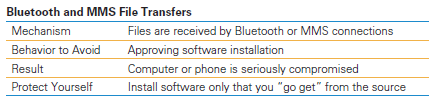 Bluetooth and MMS File Transfers
Mechanism Files are received by Bluetooth or MMS connections
Behavior to Avoid Approving software installation
Result Computer or phone is seriously compromised
Protect Yourself Install software only that you "go get" from the source